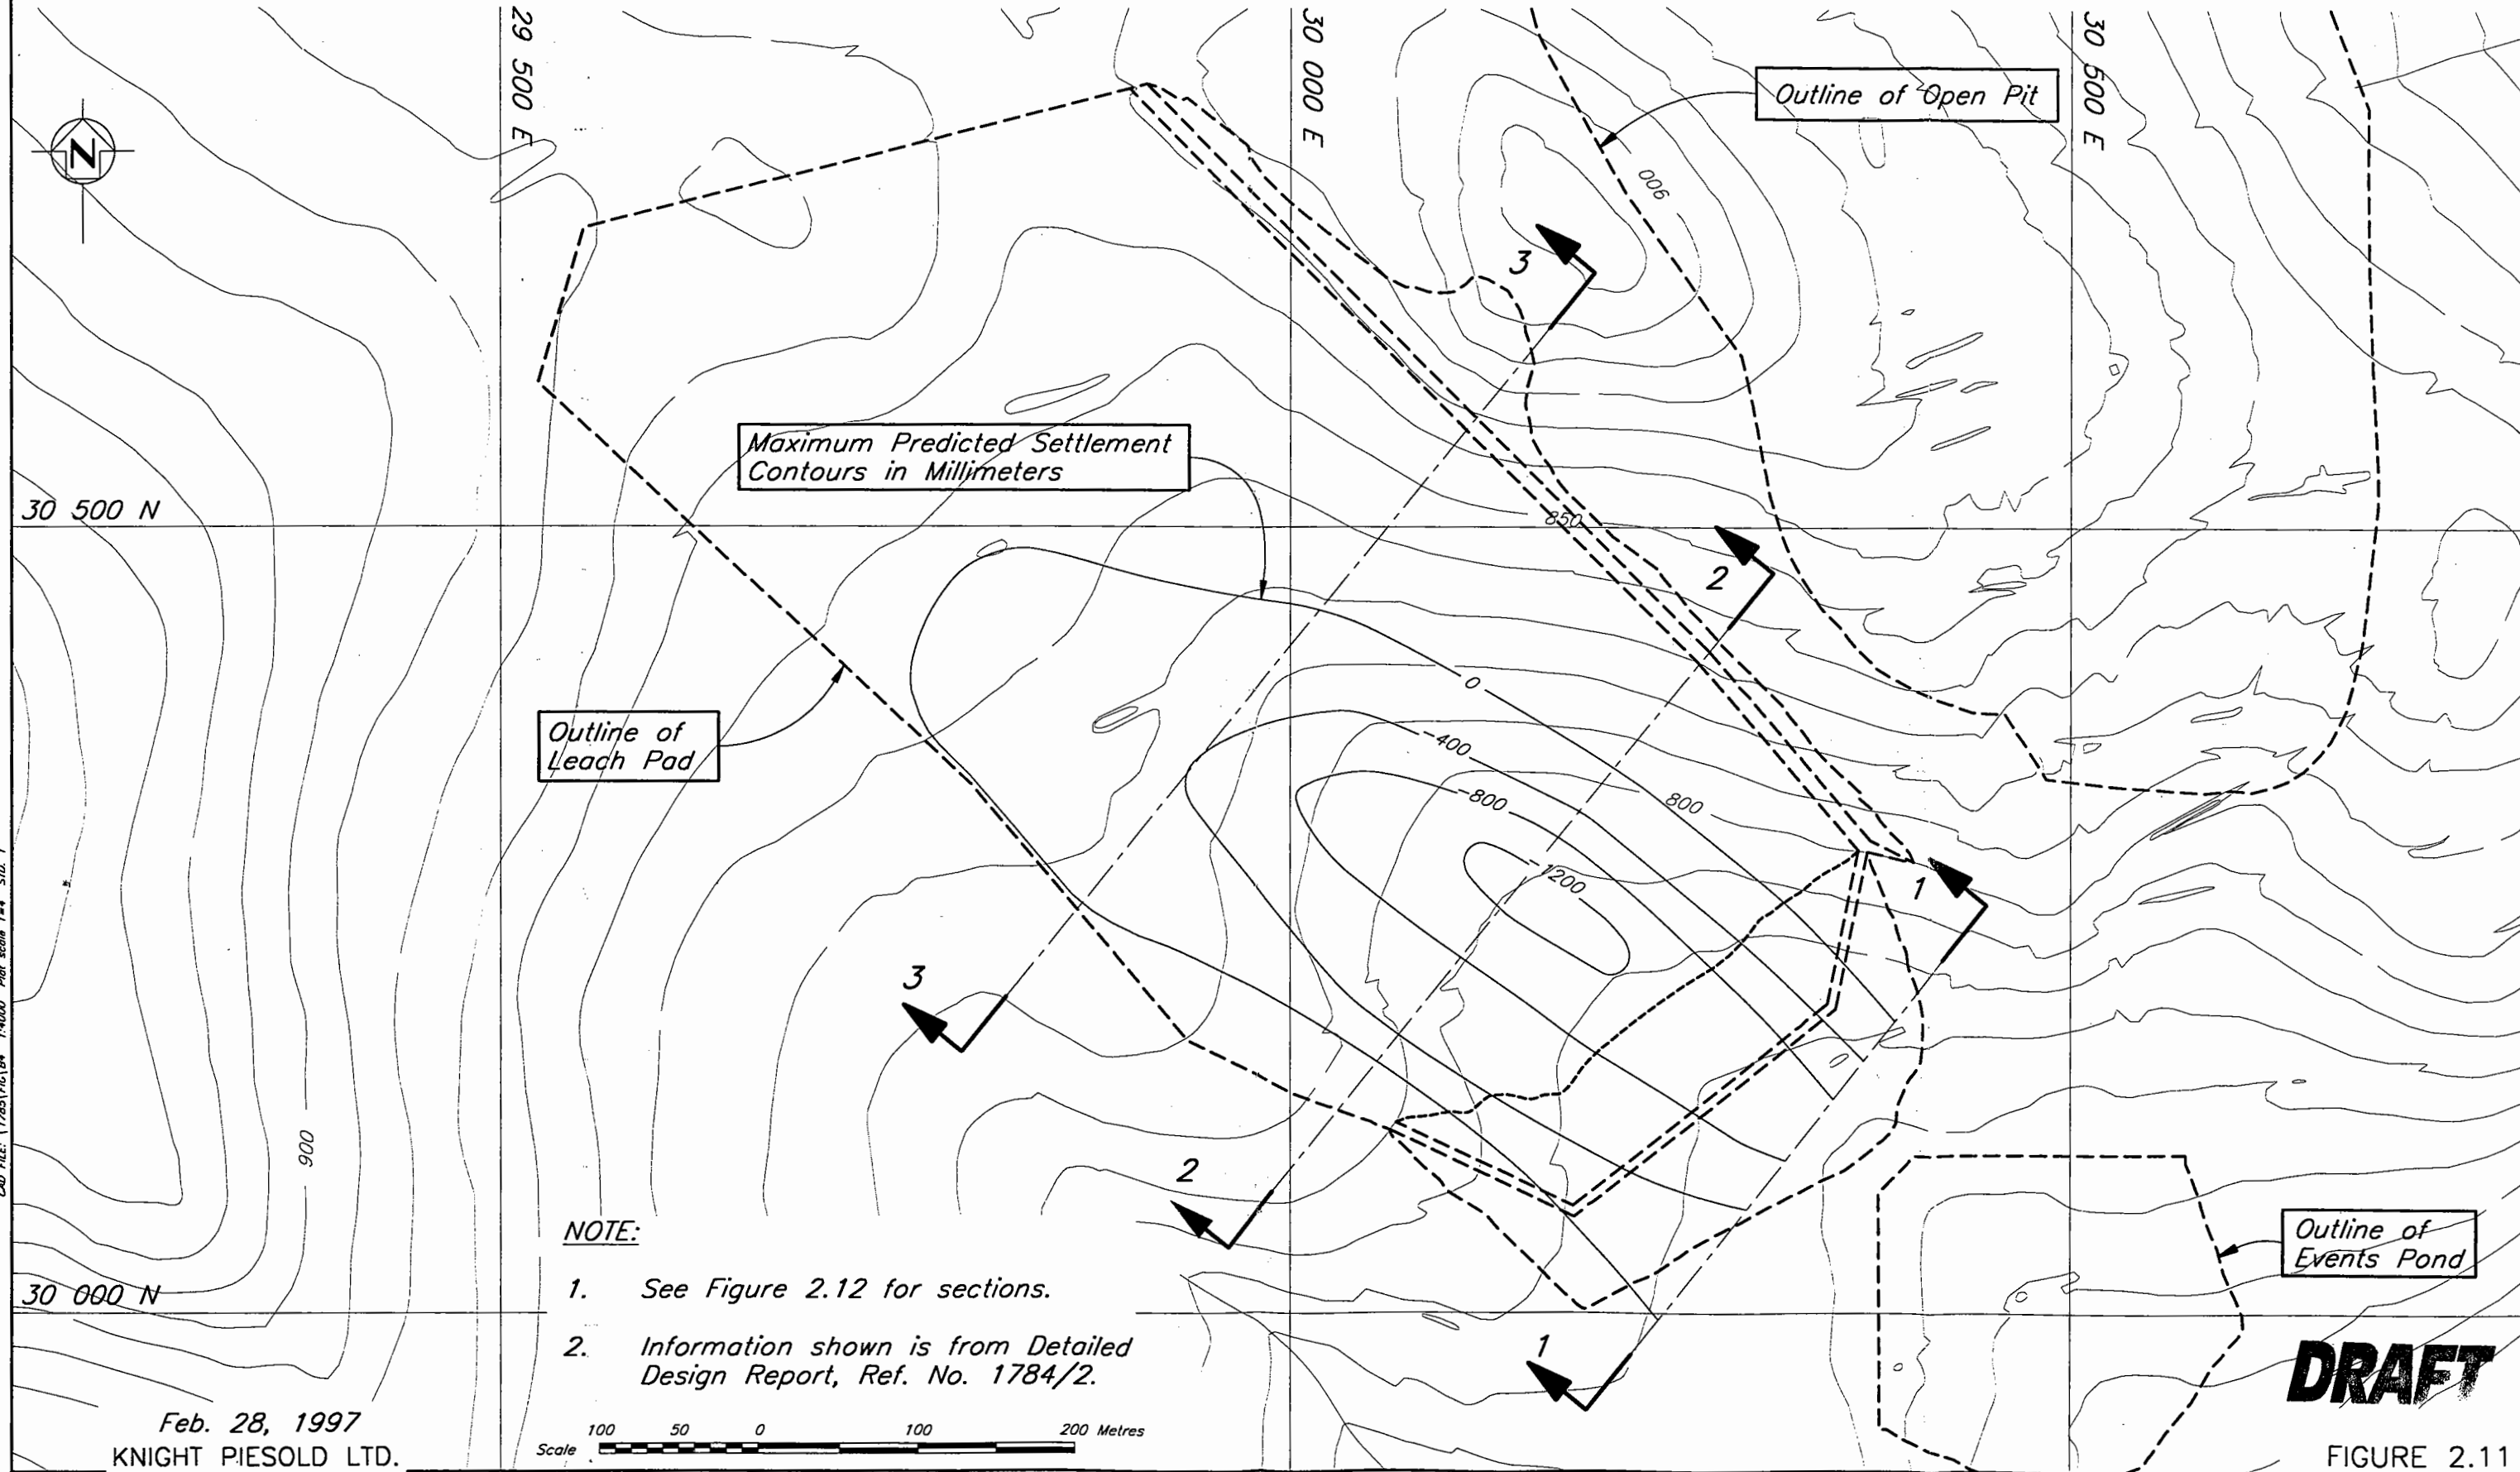 29 500 E
30 000 E
30 500 E
Outline of Open Pit
N
900
3
Maximum Predicted Settlement
Contours in Millimeters
30 500 N
850
2
0
Outline of
Leach Pad
-400
-800
800
-1200
1
3
900
2
NOTE:
Outline of
Events Pond
1. See Figure 2.12 for sections.
30 000 N
2. Information shown is from Detailed
Design Report, Ref. No. 1784/2.
1
DRAFT
Feb. 28, 1997
KNIGHT PIESOLD LTD.
Scale 100 50 0 100 200 Metres
FIGURE 2.11